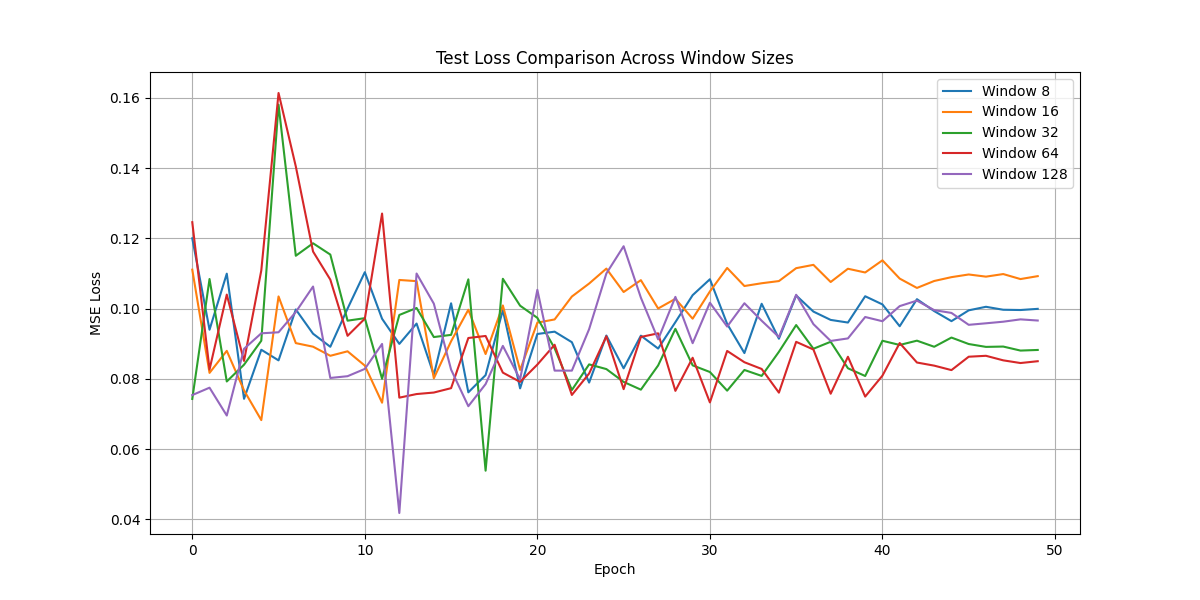 Test Loss Comparison Across Window Sizes
MSE Loss
0.16
0.14
0.12
0.10
0.08
0.06
0.04
0
10
20
30
40
50
Epoch
Window 8
Window 16
Window 32
Window 64
Window 128